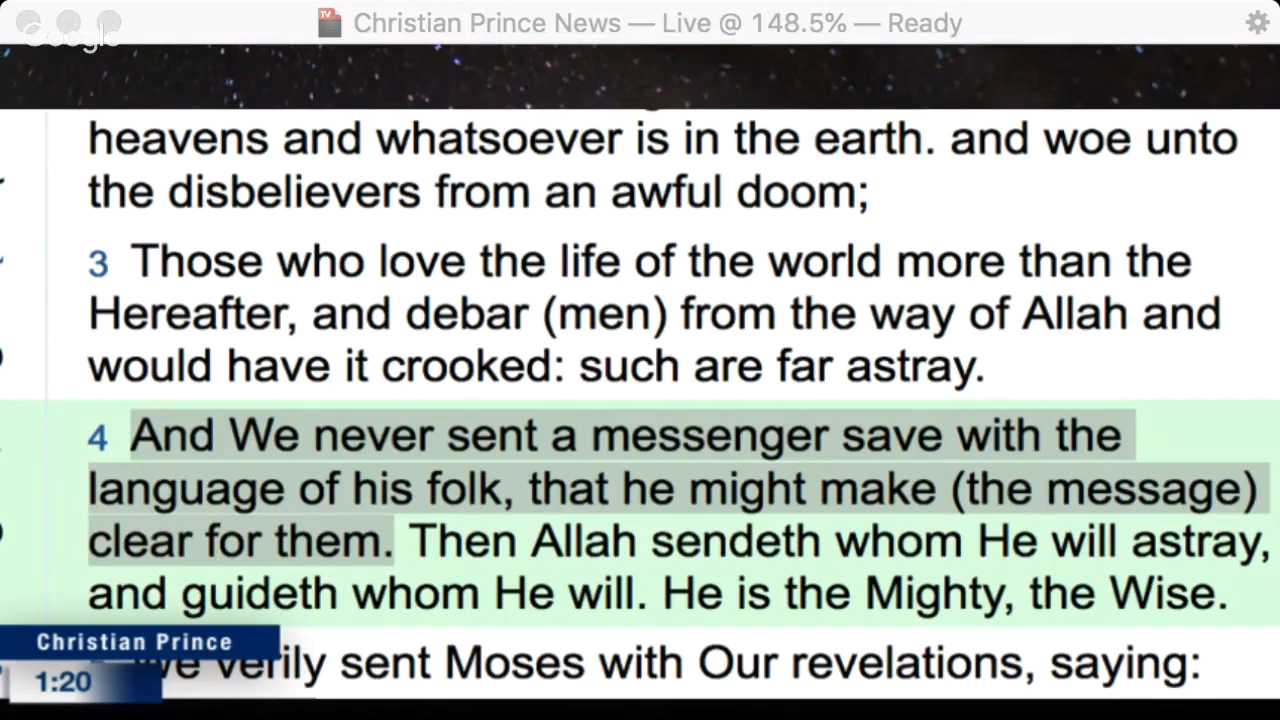 TV
Christian Prince News — Live @ 148.5% — Ready
Google
heavens and whatsoever is in the earth. and woe unto
the disbelievers from an awful doom;
3 Those who love the life of the world more than the
Hereafter, and debar (men) from the way of Allah and
would have it crooked: such are far astray.
4 And We never sent a messenger save with the
language of his folk, that he might make (the message)
clear for them. Then Allah sendeth whom He will astray,
and guideth whom He will. He is the Mighty, the Wise.
We verily sent Moses with Our revelations, saying:
Christian Prince
1:20